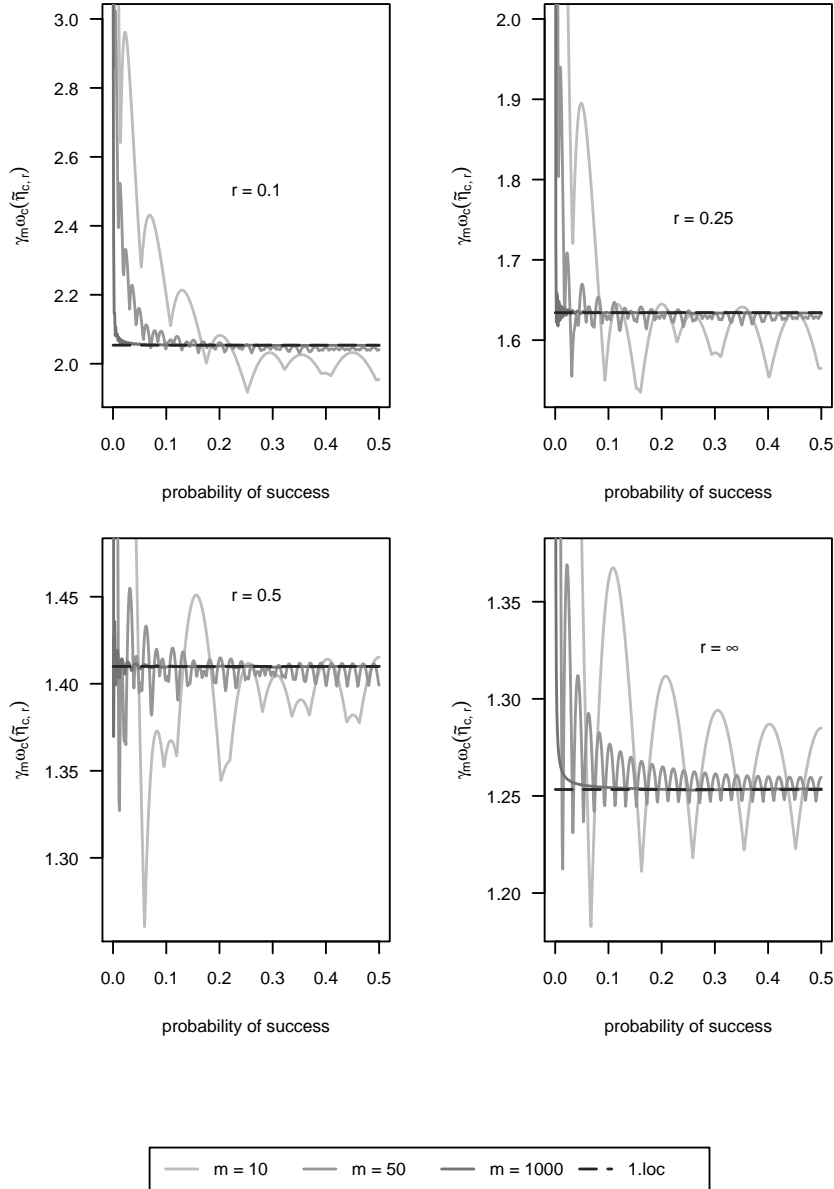 3.0
2.8
2.6
2.4
2.2
2.0
γmωc(η̃c, r)
r = 0.1
0.0 0.1 0.2 0.3 0.4 0.5
probability of success
2.0
1.9
1.8
1.7
1.6
γmωc(η̃c, r)
r = 0.25
0.0 0.1 0.2 0.3 0.4 0.5
probability of success
1.45
1.40
1.35
1.30
γmωc(η̃c, r)
r = 0.5
0.0 0.1 0.2 0.3 0.4 0.5
probability of success
1.35
1.30
1.25
1.20
γmωc(η̃c, r)
r = ∞
0.0 0.1 0.2 0.3 0.4 0.5
probability of success
m = 10 m = 50 m = 1000 1.loc